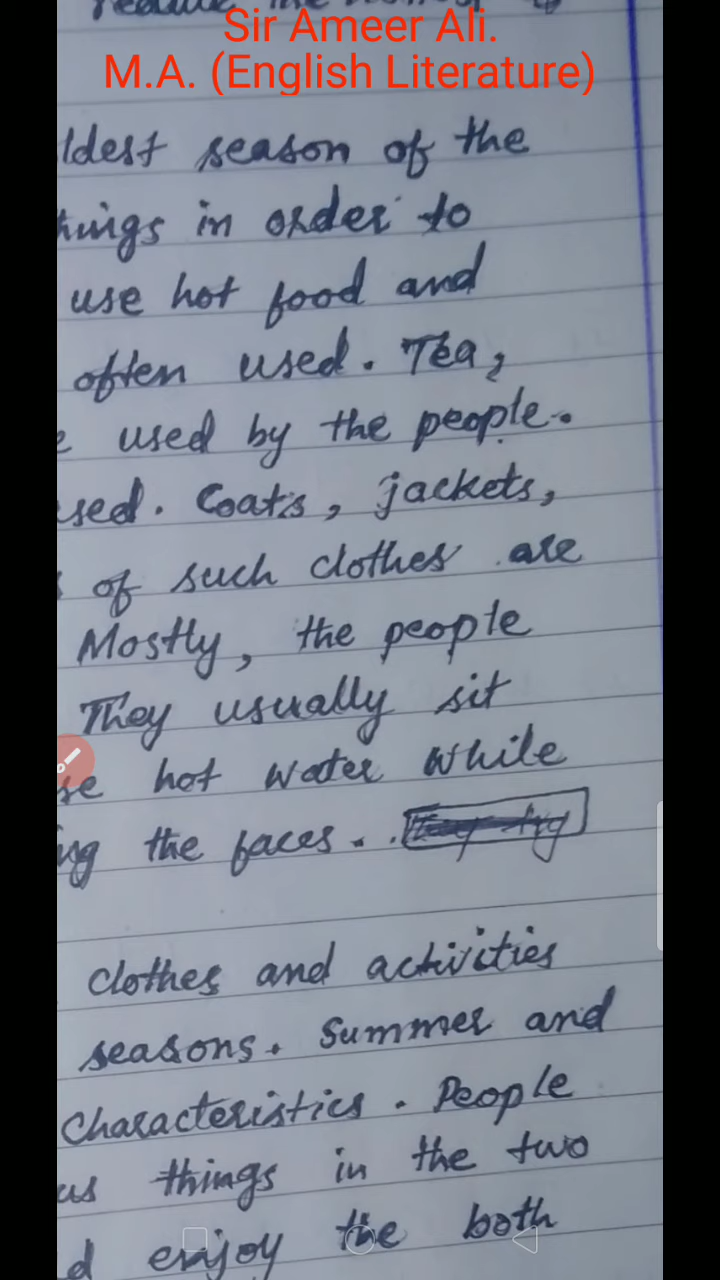 Sir Ameer Ali.
M.A. (English Literature)
ldest season of the
hings in order to
use hot food and
often used. Tea,
e used by the people.
sed. Coats, jackets,
of such clothes are
Mostly, the people
They usually sit
se hot water while
ing the faces.
clothes and activities
seasons. Summer and
Characteristics. People
us things in the two
d enjoy the both